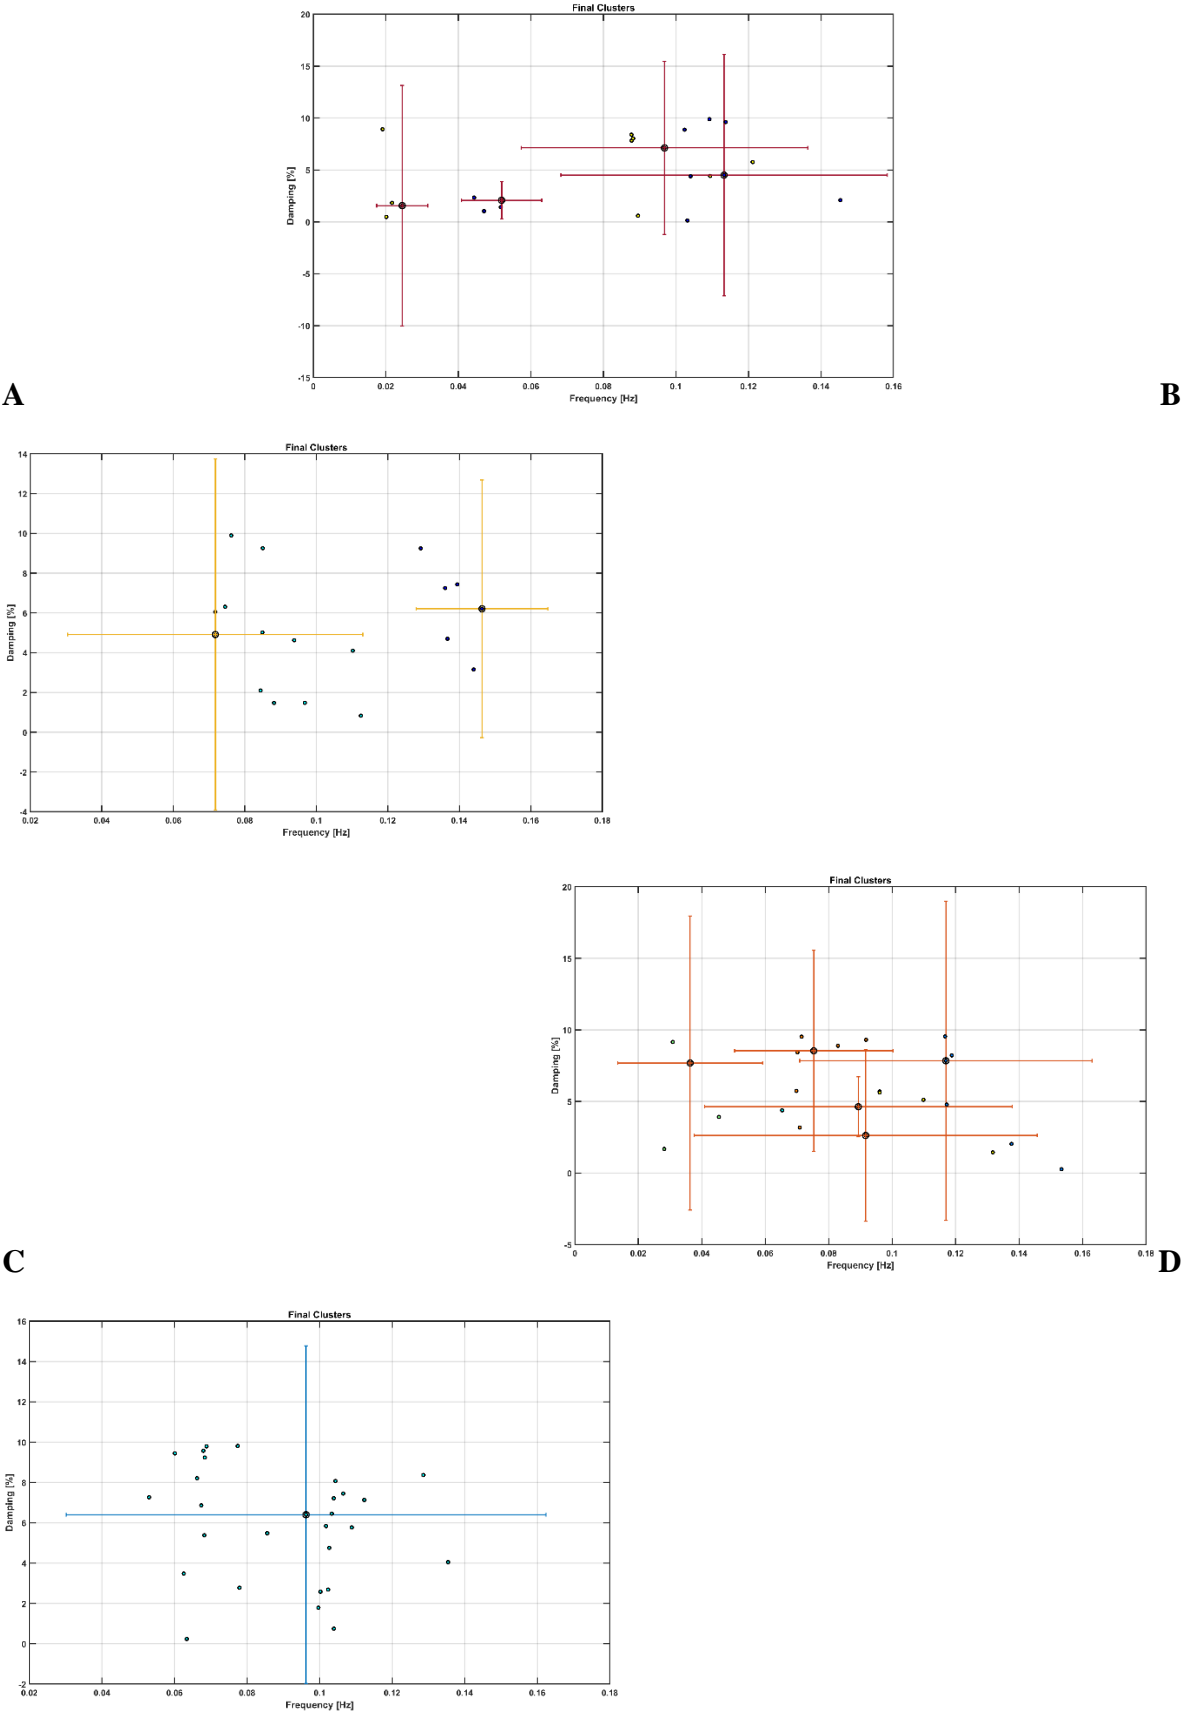 Final Clusters
20
15
10
5
0
-5
-10
-15
Damping [%]
0 0.02 0.04 0.06 0.08 0.1 0.12 0.14 0.16
Frequency [Hz]
A B
Final Clusters
14
12
10
8
6
4
2
0
-2
-4
Damping [%]
0.02 0.04 0.06 0.08 0.1 0.12 0.14 0.16 0.18
Frequency [Hz]
Final Clusters
20
15
10
5
0
-5
Damping [%]
0 0.02 0.04 0.06 0.08 0.1 0.12 0.14 0.16 0.18
Frequency [Hz]
C D
Final Clusters
16
14
12
10
8
6
4
2
0
-2
Damping [%]
0.02 0.04 0.06 0.08 0.1 0.12 0.14 0.16 0.18
Frequency [Hz]